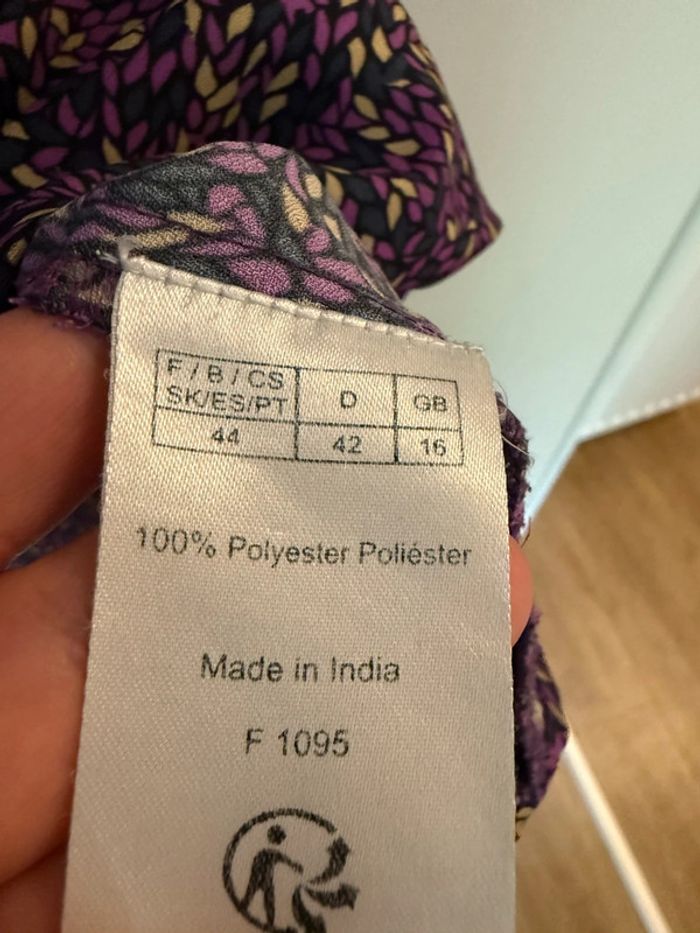 F / B / CS
SK/ES/PT
D
GB
44
42
16
100% Polyester Poliéster
Made in India
F 1095